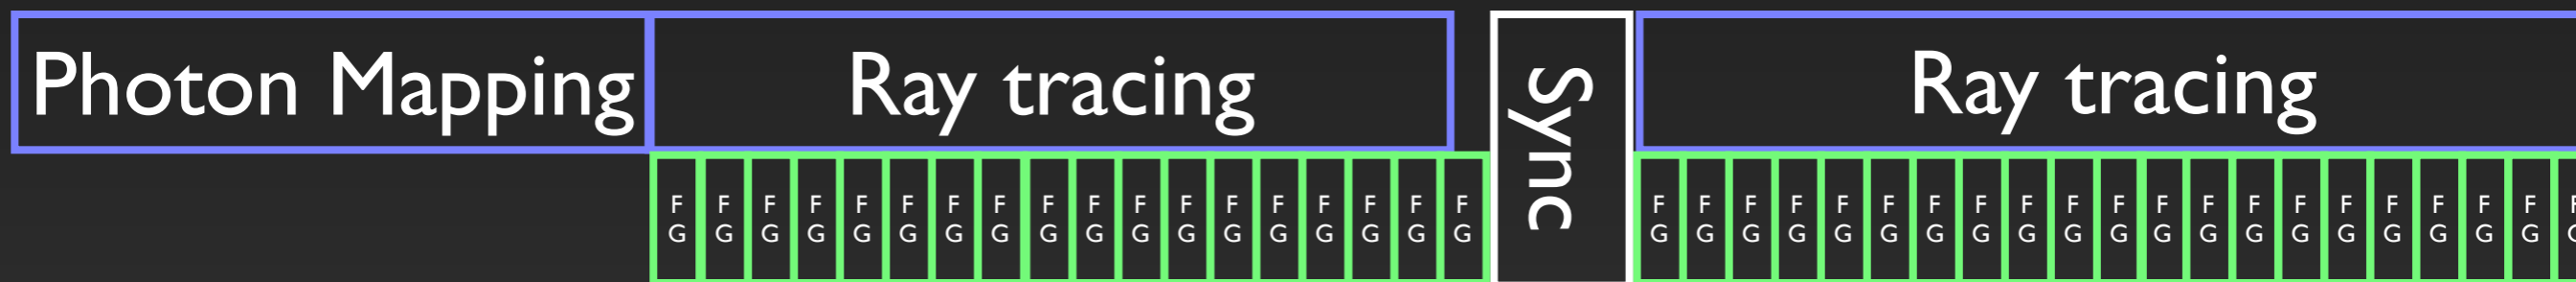 Photon Mapping
Ray tracing
F F F F F F F F F F F F F F F F F F
G G G G G G G G G G G G G G G G G G
Sync
Ray tracing
F F F F F F F F F F F F F F F F F F F F
G G G G G G G G G G G G G G G G G G G G